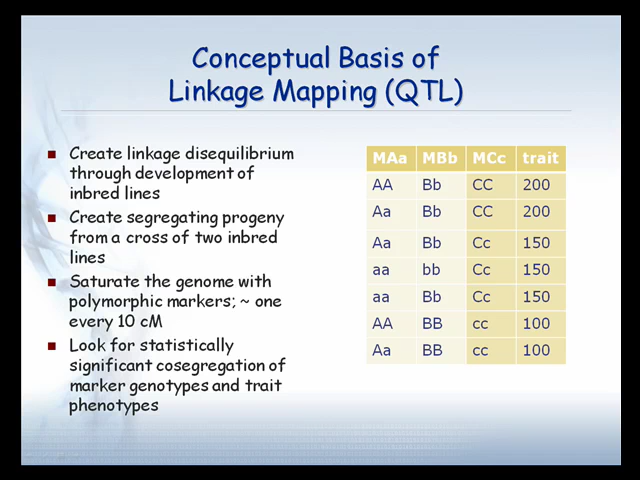 Conceptual Basis of
Linkage Mapping (QTL)
Create linkage disequilibrium
through development of
inbred lines
Create segregating progeny
from a cross of two inbred
lines
Saturate the genome with
polymorphic markers; ~ one
every 10 cM
Look for statistically
significant cosegregation of
marker genotypes and trait
phenotypes
MAa MBb MCc trait
AA Bb CC 200
Aa Bb CC 200
Aa Bb Cc 150
aa bb Cc 150
aa Bb Cc 150
AA BB cc 100
Aa BB cc 100